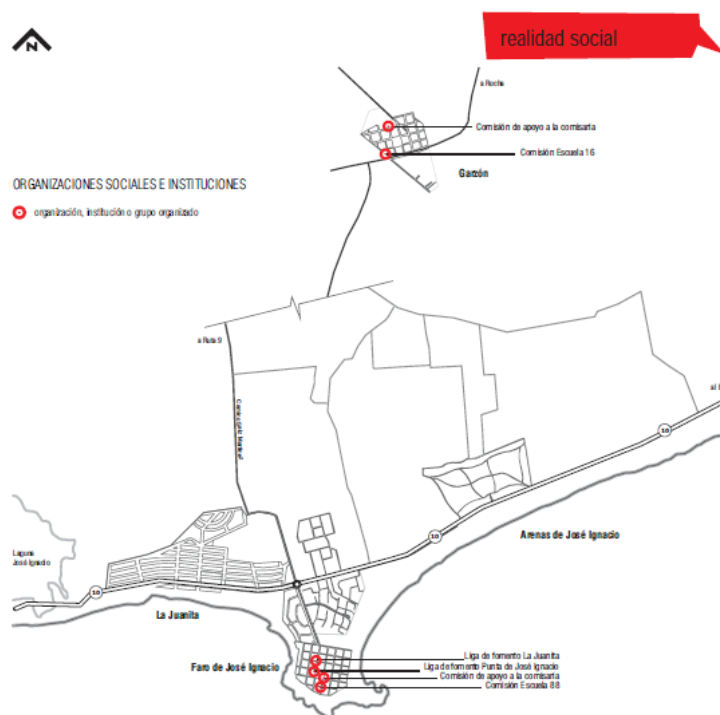 N
realidad social
a Rocha
Comisión de apoyo a la comisaría
Comisión Escuela 16
Garzón
ORGANIZACIONES SOCIALES E INSTITUCIONES
organización, institución o grupo organizado
a Ruta 9
10
Arenas de José Ignacio
10
Laguna
José Ignacio
10
La Juanita
Liga de fomento La Juanita
Faro de José Ignacio
Liga de fomento Punta de José Ignacio
Comisión de apoyo a la comisaría
Comisión Escuela 88